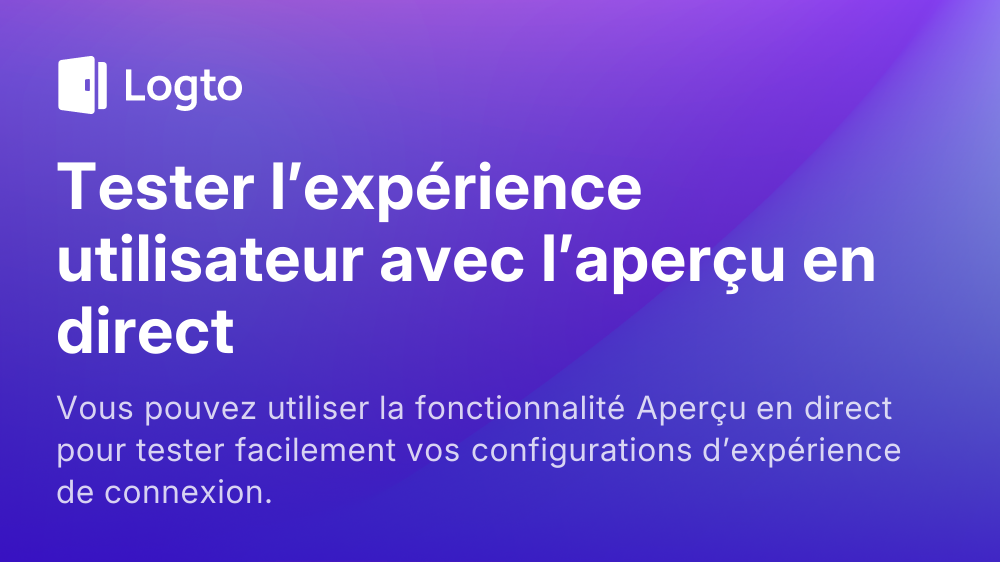 Logto
Tester l’expérience
utilisateur avec l’aperçu en
direct
Vous pouvez utiliser la fonctionnalité Aperçu en direct
pour tester facilement vos configurations d’expérience
de connexion.